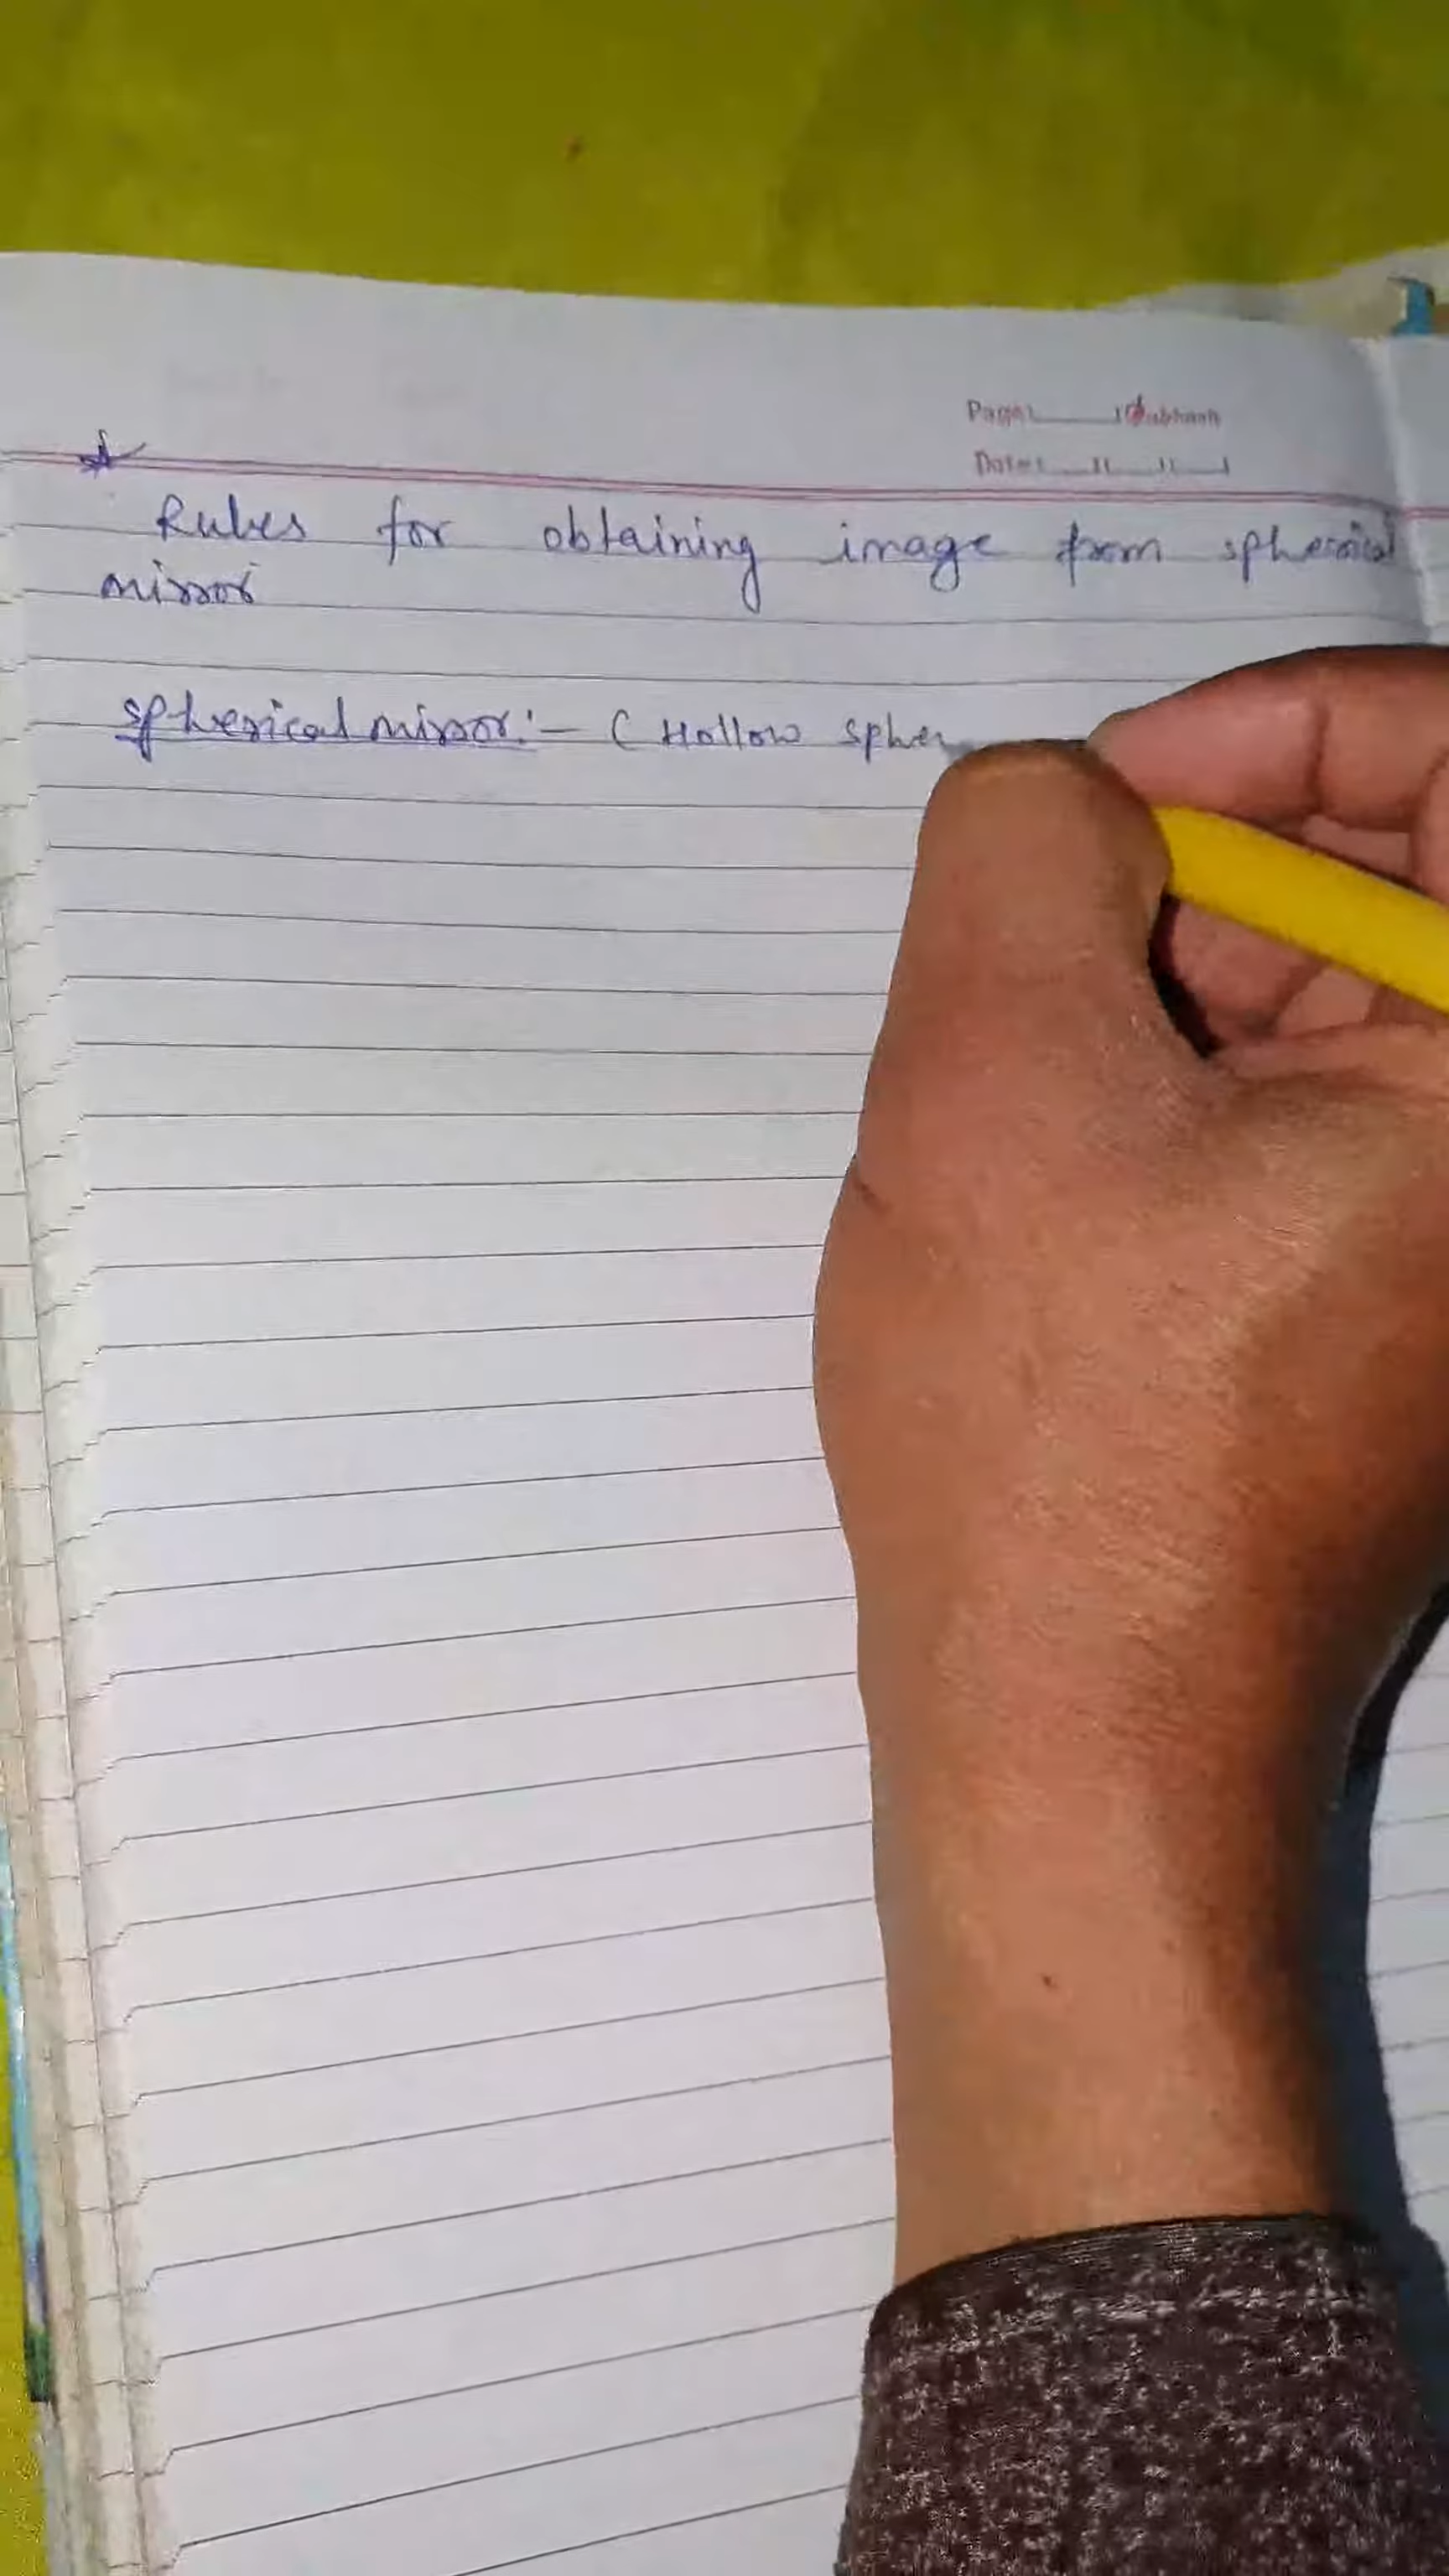 Page:
Date:
Rules for obtaining image from spherical
mirror
spherical mirror:- ( Hollow spher